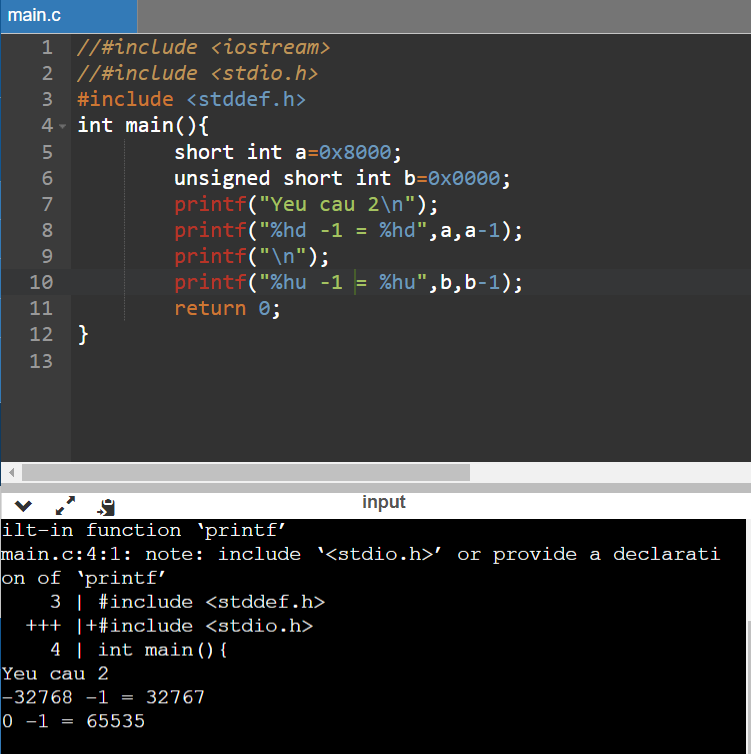 main.c
1 //#include <iostream>
2 //#include <stdio.h>
3 #include <stddef.h>
4 int main(){
5 short int a=0x8000;
6 unsigned short int b=0x0000;
7 printf("Yeu cau 2\n");
8 printf("%hd -1 = %hd",a,a-1);
9 printf("\n");
10 printf("%hu -1 = %hu",b,b-1);
11 return 0;
12 }
13
input
ilt-in function ‘printf’
main.c:4:1: note: include ‘<stdio.h>’ or provide a declarati
on of ‘printf’
3 | #include <stddef.h>
+++ |+#include <stdio.h>
4 | int main(){
Yeu cau 2
-32768 -1 = 32767
0 -1 = 65535